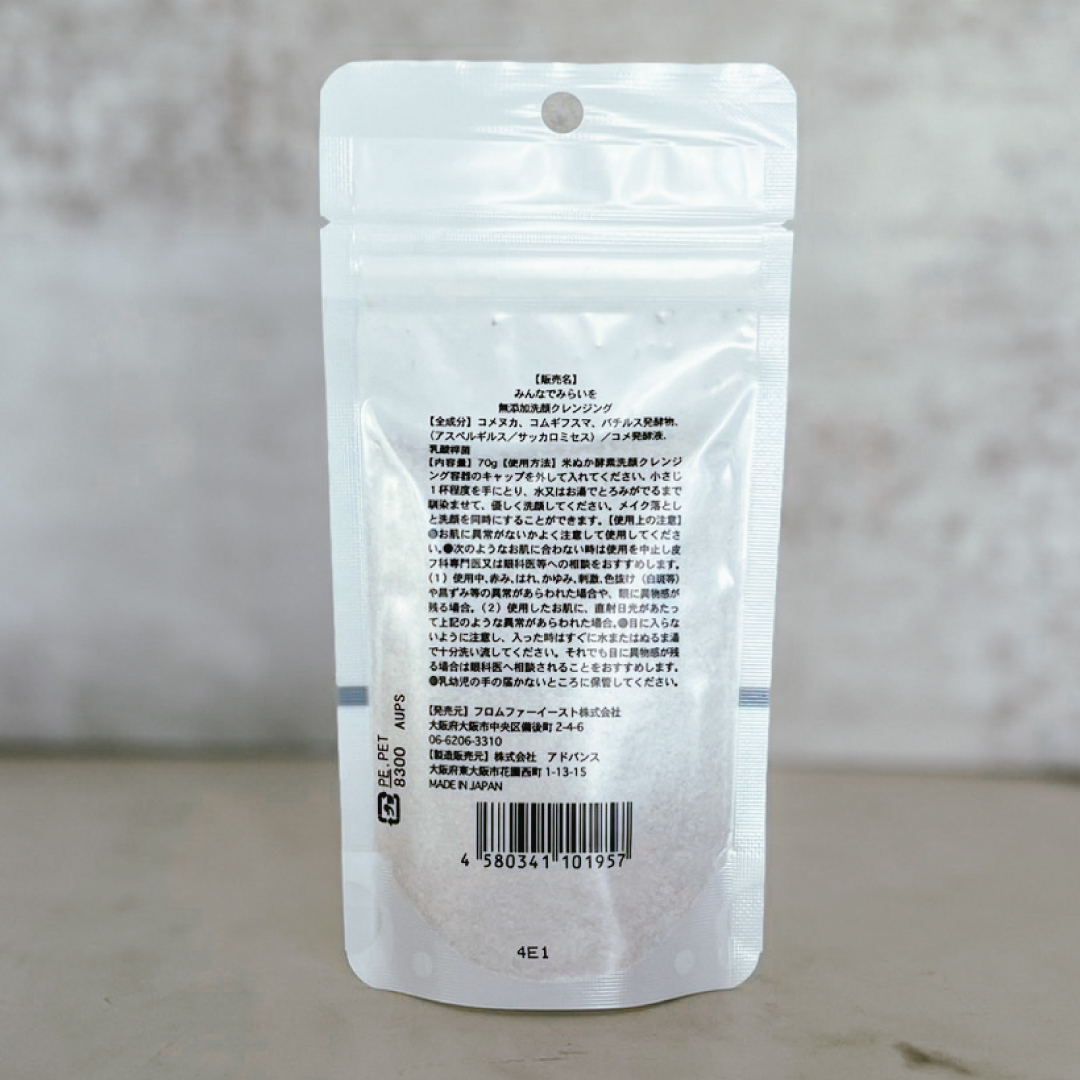 【販売名】
みんなでみらいを
無添加洗顔クレンジング
【全成分】コメヌカ、コムギフスマ、バチルス発酵物、
(アスペルギルス/サッカロミセス)/コメ発酵液、
乳酸桿菌
【内容量】70g【使用方法】米ぬか酵素洗顔クレンジ
ング容器のキャップを外して入れてください。小さじ
1杯程度を手にとり、水又はお湯でとろみがでるまで
馴染ませて、優しく洗顔してください。メイク落とし
と洗顔を同時にすることができます。【使用上の注意】
●お肌に異常がないかよく注意して使用してくださ
い。●次のようなお肌に合わない時は使用を中止し皮
フ科専門医又は眼科医等への相談をおすすめします。
(1)使用中、赤み、はれ、かゆみ、刺激、色抜け(白斑等)
や黒ずみ等の異常があらわれた場合や、眼に異物感が
残る場合。(2)使用したお肌に、直射日光があたっ
て上記のような異常があらわれた場合。●目に入らな
いように注意し、入った時はすぐに水またはぬるま湯
で十分洗い流してください。それでも目に異物感が残
る場合は眼科医へ相談されることをおすすめします。
●乳幼児の手の届かないところに保管してください。
【発売元】フロムファーイースト株式会社
大阪府大阪市中央区備後町 2-4-6
06-6206-3310
【製造販売元】株式会社 アドバンス
大阪府東大阪市花園西町 1-13-15
MADE IN JAPAN
PE.PET
8300 AUPS
4 580341 101957
4E1